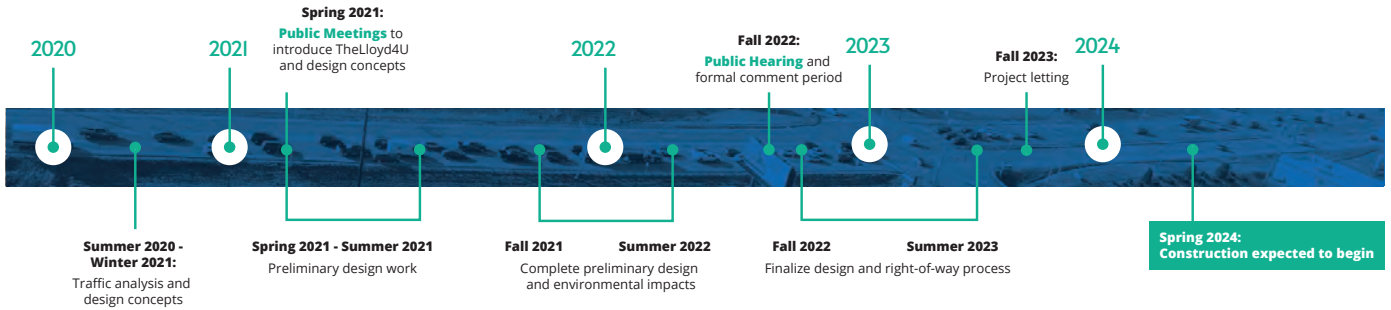 2020
2021
Spring 2021:
Public Meetings to
introduce TheLloyd4U
and design concepts
2022
Fall 2022:
Public Hearing and
formal comment period
2023
Fall 2023:
Project letting
2024
Summer 2020 -
Winter 2021:
Traffic analysis and
design concepts
Spring 2021 - Summer 2021
Preliminary design work
Fall 2021 Summer 2022
Complete preliminary design
and environmental impacts
Fall 2022 Summer 2023
Finalize design and right-of-way process
Spring 2024:
Construction expected to begin